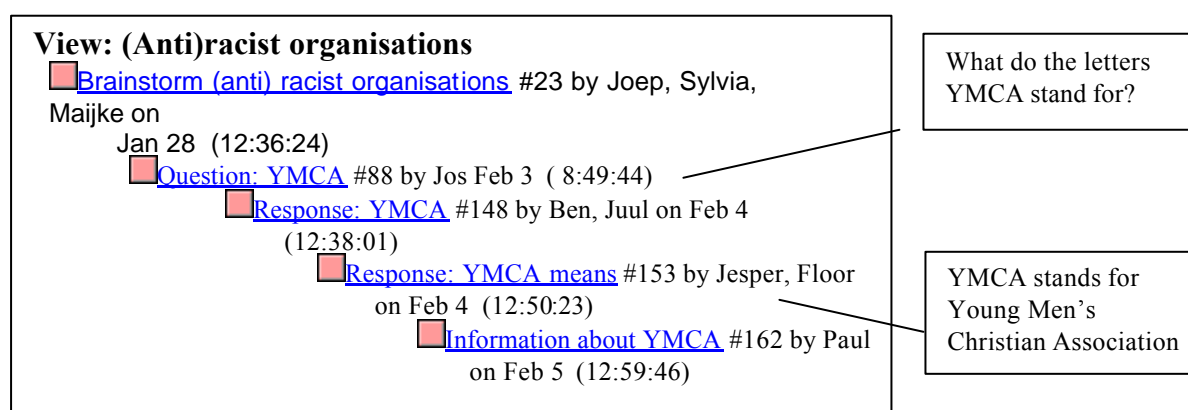 View: (Anti)racist organisations
Brainstorm (anti) racist organisations #23 by Joep, Sylvia,
Maijke on
Jan 28 (12:36:24)
Question: YMCA #88 by Jos Feb 3 ( 8:49:44)
Response: YMCA #148 by Ben, Juul on Feb 4
(12:38:01)
Response: YMCA means #153 by Jesper, Floor
on Feb 4 (12:50:23)
Information about YMCA #162 by Paul
on Feb 5 (12:59:46)
What do the letters
YMCA stand for?
YMCA stands for
Young Men’s
Christian Association